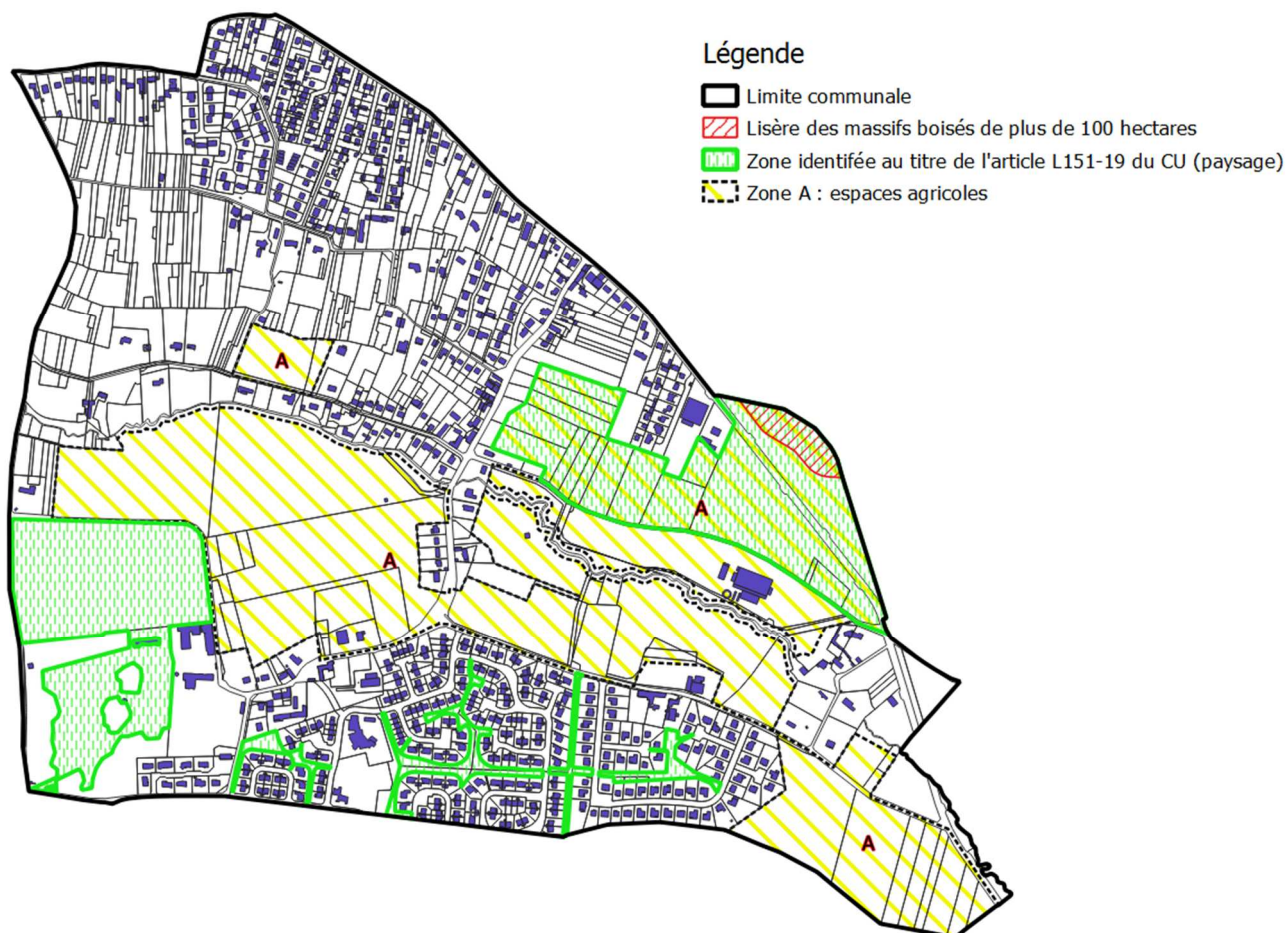 Légende
Limite communale
Lisère des massifs boisés de plus de 100 hectares
Zone identifée au titre de l'article L151-19 du CU (paysage)
Zone A : espaces agricoles
A
A
A
A